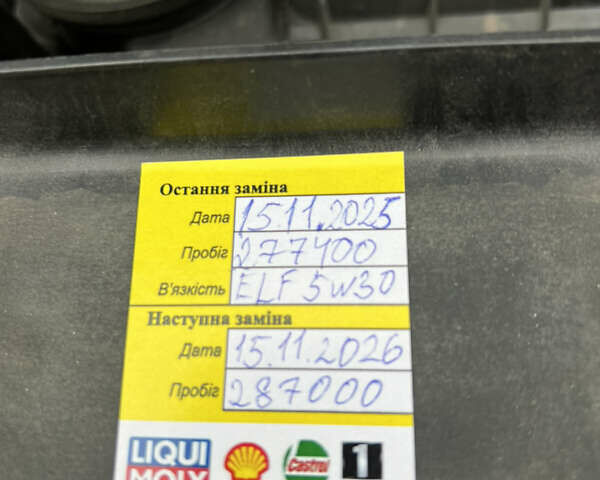 Остання заміна
Дата 15.11.2025
Пробіг 277400
В'язкість ELF 5W30
Наступна заміна
Дата 15.11.2026
Пробіг 287000
LIQUI MOLY Castrol 1